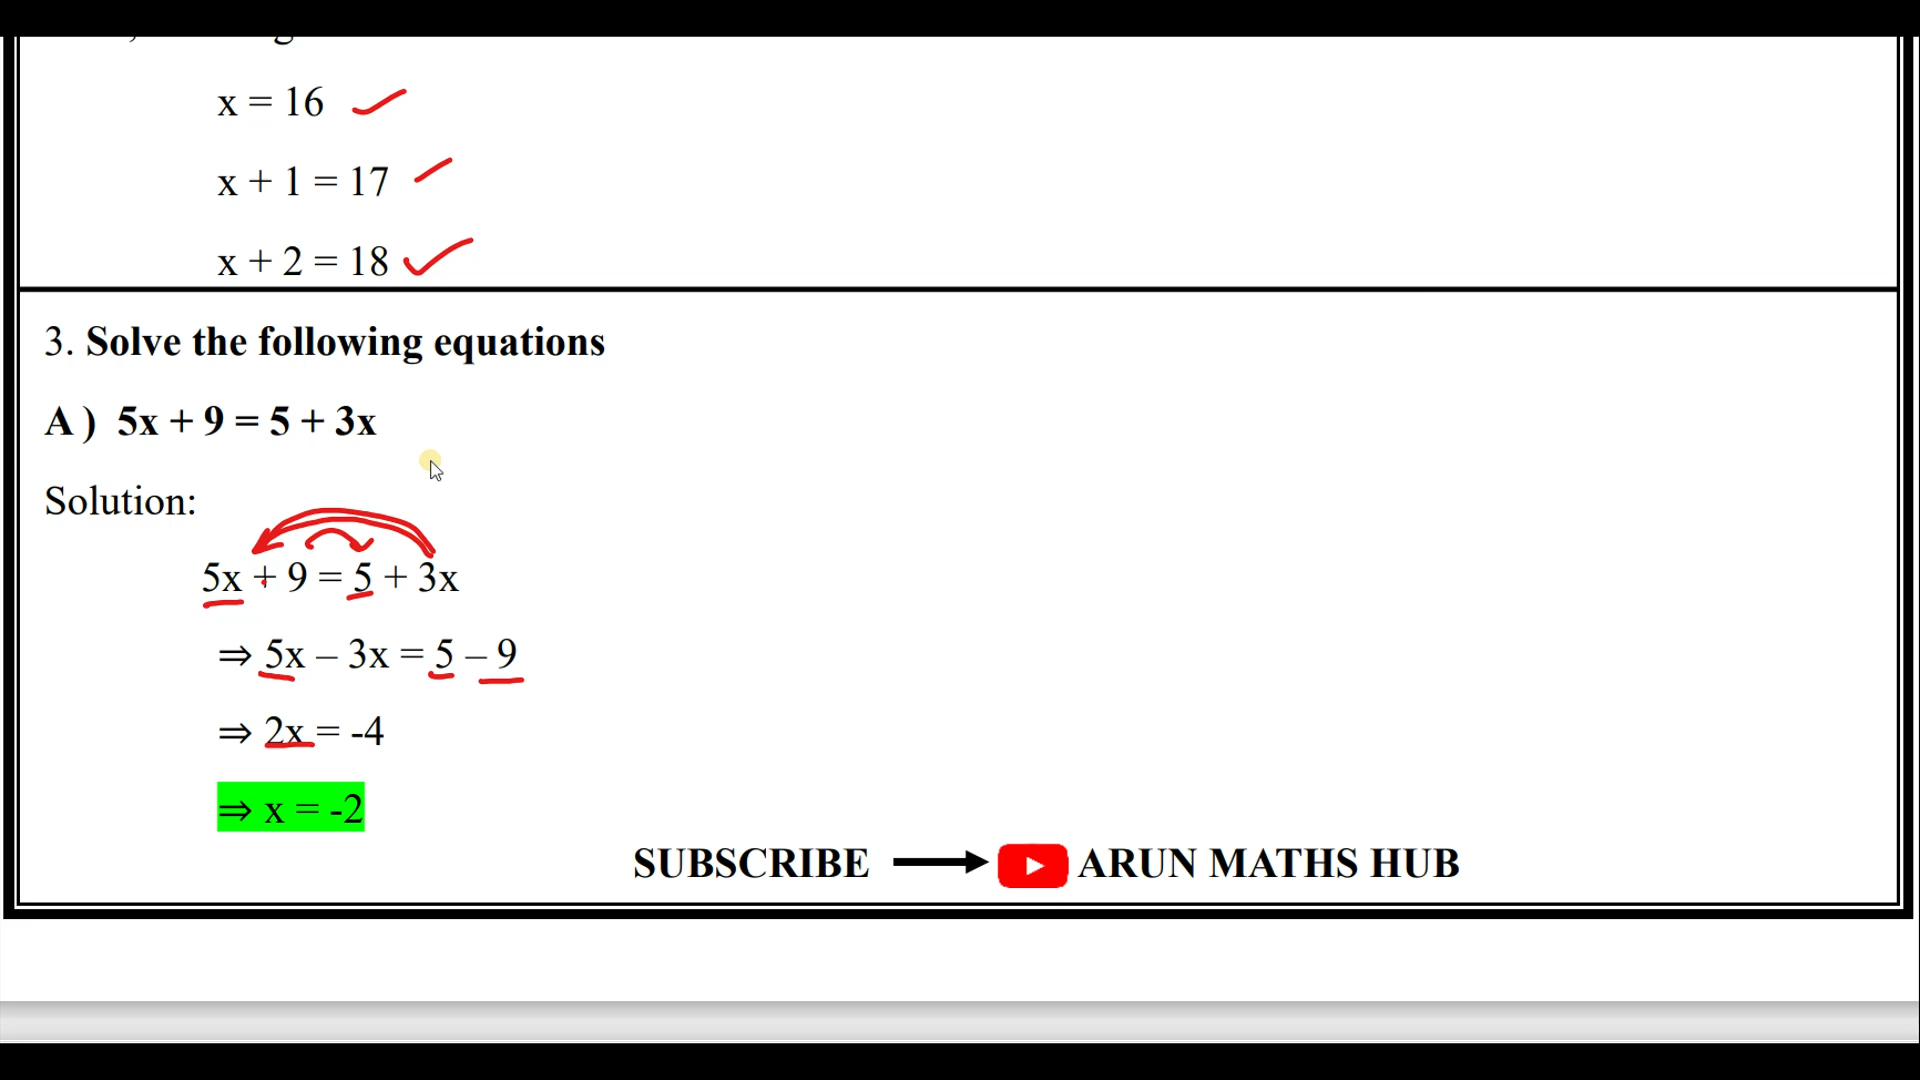 x = 16
x + 1 = 17
x + 2 = 18
3. Solve the following equations
A ) 5x + 9 = 5 + 3x
Solution:
5x + 9 = 5 + 3x
⇒ 5x – 3x = 5 – 9
⇒ 2x = -4
⇒ x = -2
SUBSCRIBE ARUN MATHS HUB